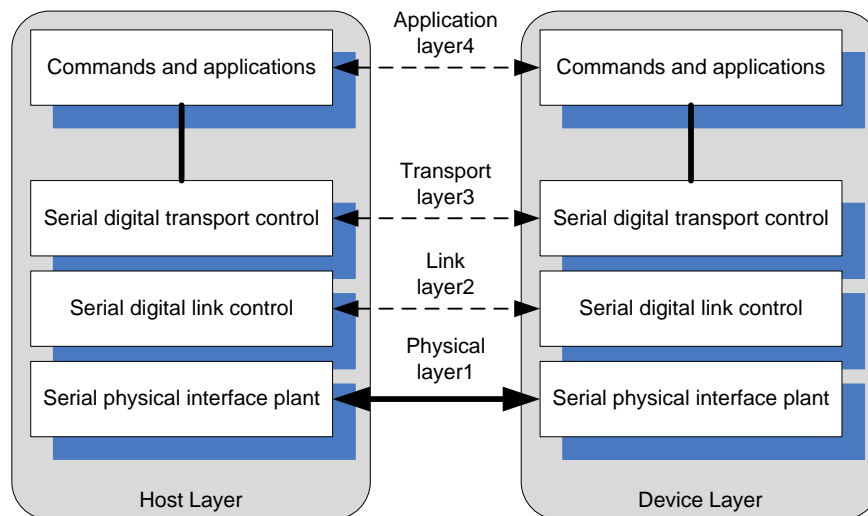 Application
layer4
Commands and applications
Commands and applications
Transport
layer3
Serial digital transport control
Serial digital transport control
Link
layer2
Serial digital link control
Serial digital link control
Physical
layer1
Serial physical interface plant
Serial physical interface plant
Host Layer
Device Layer